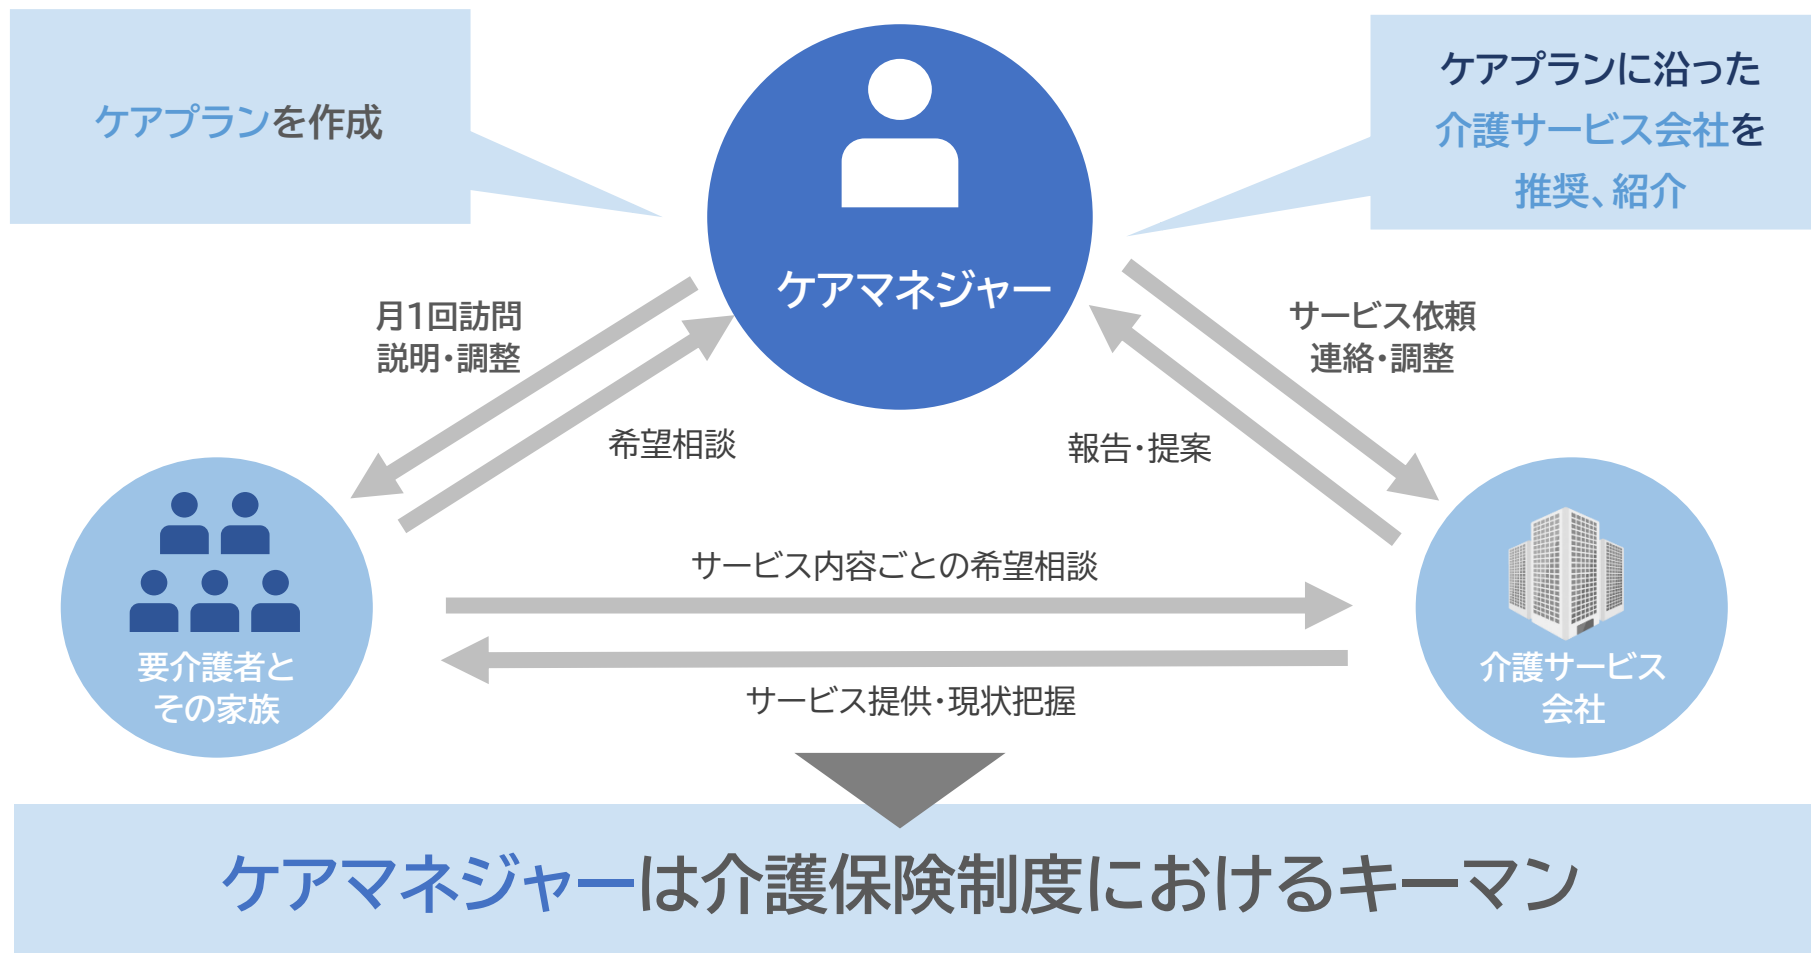 ケアプランを作成
ケアプランに沿った
介護サービス会社を
推奨、紹介
ケアマネジャー
月1回訪問
説明・調整
サービス依頼
連絡・調整
希望相談
報告・提案
サービス内容ごとの希望相談
要介護者と
その家族
介護サービス
会社
サービス提供・現状把握
ケアマネジャーは介護保険制度におけるキーマン